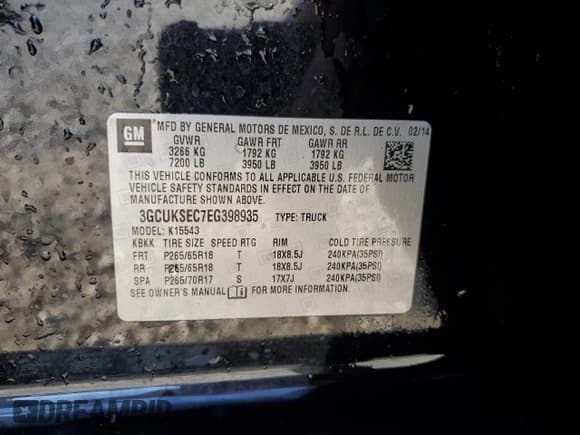 GM
MFD BY GENERAL MOTORS DE MEXICO, S. DE R.L. DE C.V. 02/14
GVWR GAWR FRT GAWR RR
3266 KG 1792 KG 1792 KG
7200 LB 3950 LB 3950 LB
THIS VEHICLE CONFORMS TO ALL APPLICABLE U.S. FEDERAL MOTOR
VEHICLE SAFETY STANDARDS IN EFFECT ON THE DATE OF
MANUFACTURE SHOWN ABOVE.
3GCUKSEC7EG398935 TYPE: TRUCK
MODEL: K15543
KBKK TIRE SIZE SPEED RTG RIM COLD TIRE PRESSURE
FRT P265/65R18 T 18X8.5J 240KPA(35PSI)
RR P265/65R18 T 18X8.5J 240KPA(35PSI)
SPA P265/70R17 S 17X7J 240KPA(35PSI)
SEE OWNER'S MANUAL FOR MORE INFORMATION.
DREAMBID